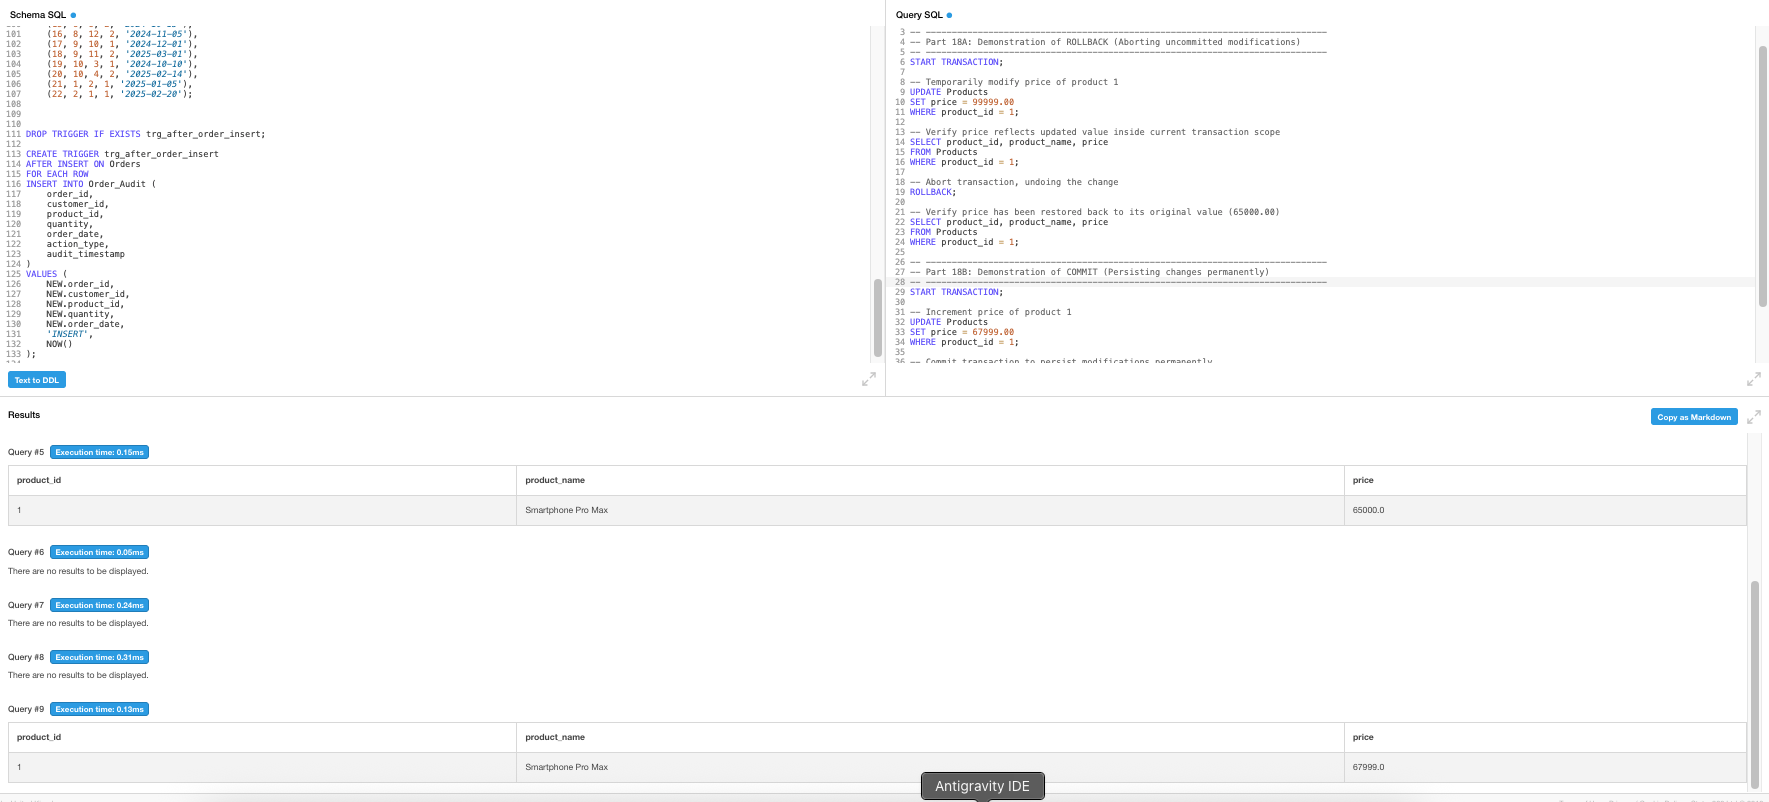 Schema SQL
101 (16, 8, 12, 2, '2024-11-05'),
102 (17, 9, 10, 1, '2024-12-01'),
103 (18, 9, 11, 2, '2025-03-01'),
104 (19, 10, 3, 1, '2024-10-10'),
105 (20, 10, 4, 2, '2025-02-14'),
106 (21, 1, 2, 1, '2025-01-05'),
107 (22, 2, 1, 1, '2025-02-20');
108
109
110
111 DROP TRIGGER IF EXISTS trg_after_order_insert;
112
113 CREATE TRIGGER trg_after_order_insert
114 AFTER INSERT ON Orders
115 FOR EACH ROW
116 INSERT INTO Order_Audit (
117 order_id,
118 customer_id,
119 product_id,
120 quantity,
121 order_date,
122 action_type,
123 audit_timestamp
124 )
125 VALUES (
126 NEW.order_id,
127 NEW.customer_id,
128 NEW.product_id,
129 NEW.quantity,
130 NEW.order_date,
131 'INSERT',
132 NOW()
133 );
Text to DDL
Query SQL
3 -- -----------------------------------------------------------------------------
4 -- Part 18A: Demonstration of ROLLBACK (Aborting uncommitted modifications)
5 -- -----------------------------------------------------------------------------
6 START TRANSACTION;
7
8 -- Temporarily modify price of product 1
9 UPDATE Products
10 SET price = 99999.00
11 WHERE product_id = 1;
12
13 -- Verify price reflects updated value inside current transaction scope
14 SELECT product_id, product_name, price
15 FROM Products
16 WHERE product_id = 1;
17
18 -- Abort transaction, undoing the change
19 ROLLBACK;
20
21 -- Verify price has been restored back to its original value (65000.00)
22 SELECT product_id, product_name, price
23 FROM Products
24 WHERE product_id = 1;
25
26 -- -----------------------------------------------------------------------------
27 -- Part 18B: Demonstration of COMMIT (Persisting changes permanently)
28 -- -----------------------------------------------------------------------------
29 START TRANSACTION;
30
31 -- Increment price of product 1
32 UPDATE Products
33 SET price = 67999.00
34 WHERE product_id = 1;
35
36 -- Commit transaction to persist modifications permanently
Results
Copy as Markdown
Query #5 Execution time: 0.15ms
product_id product_name price
1 Smartphone Pro Max 65000.0
Query #6 Execution time: 0.05ms
There are no results to be displayed.
Query #7 Execution time: 0.24ms
There are no results to be displayed.
Query #8 Execution time: 0.31ms
There are no results to be displayed.
Query #9 Execution time: 0.13ms
product_id product_name price
1 Smartphone Pro Max 67999.0
Antigravity IDE